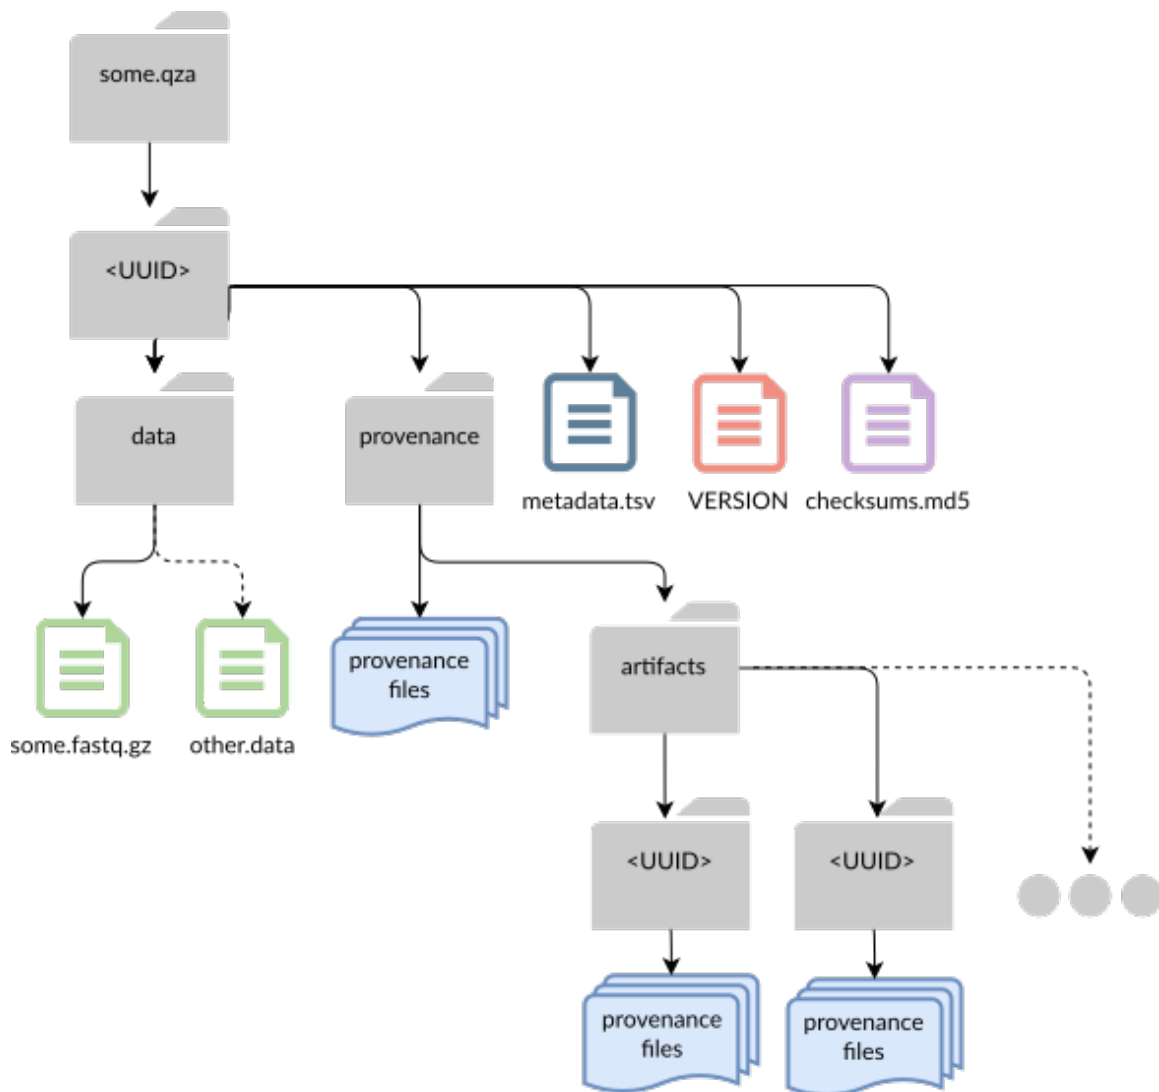 some.qza
<UUID>
data
provenance
metadata.tsv
VERSION
checksums.md5
some.fastq.gz
other.data
provenance
files
artifacts
<UUID>
<UUID>
provenance
files
provenance
files